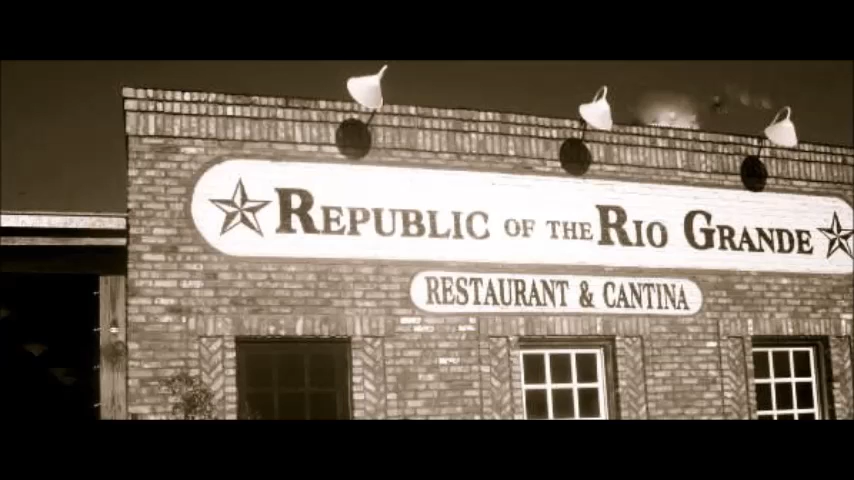 REPUBLIC OF THE RIO GRANDE
RESTAURANT & CANTINA